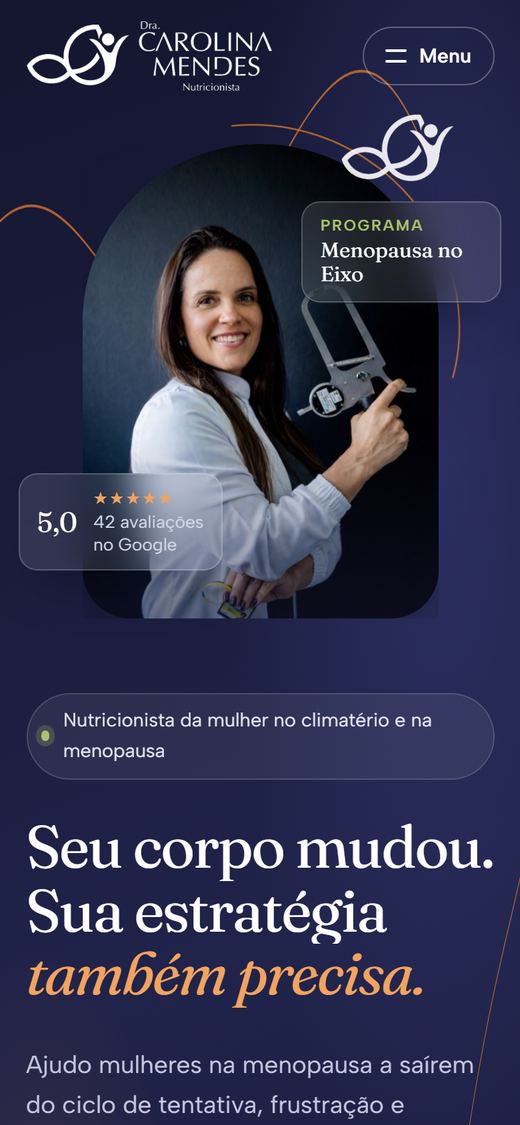 Dra.
CAROLINA
MENDES
Nutricionista
Menu
PROGRAMA
Menopausa no
Eixo
5,0
★★★★★
42 avaliações
no Google
Nutricionista da mulher no climatério e na
menopausa
Seu corpo mudou.
Sua estratégia
também precisa.
Ajudo mulheres na menopausa a saírem
do ciclo de tentativa, frustração e